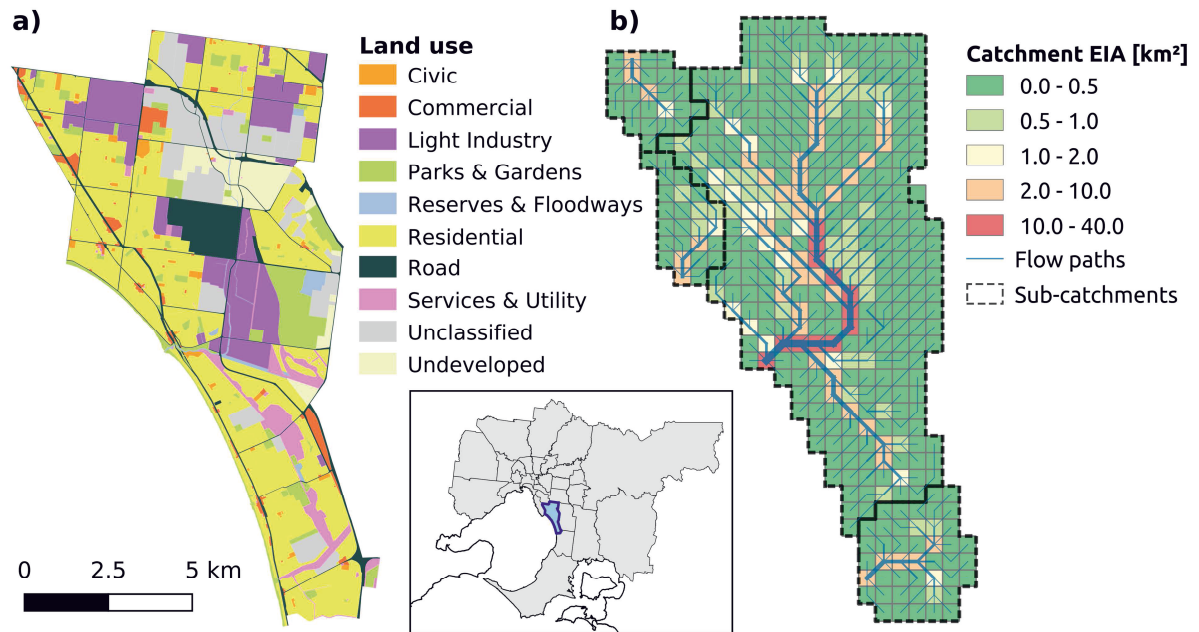 a)
Land use
Civic
Commercial
Light Industry
Parks & Gardens
Reserves & Floodways
Residential
Road
Services & Utility
Unclassified
Undeveloped
0 2.5 5 km
b)
Catchment EIA [km²]
0.0 - 0.5
0.5 - 1.0
1.0 - 2.0
2.0 - 10.0
10.0 - 40.0
Flow paths
Sub-catchments